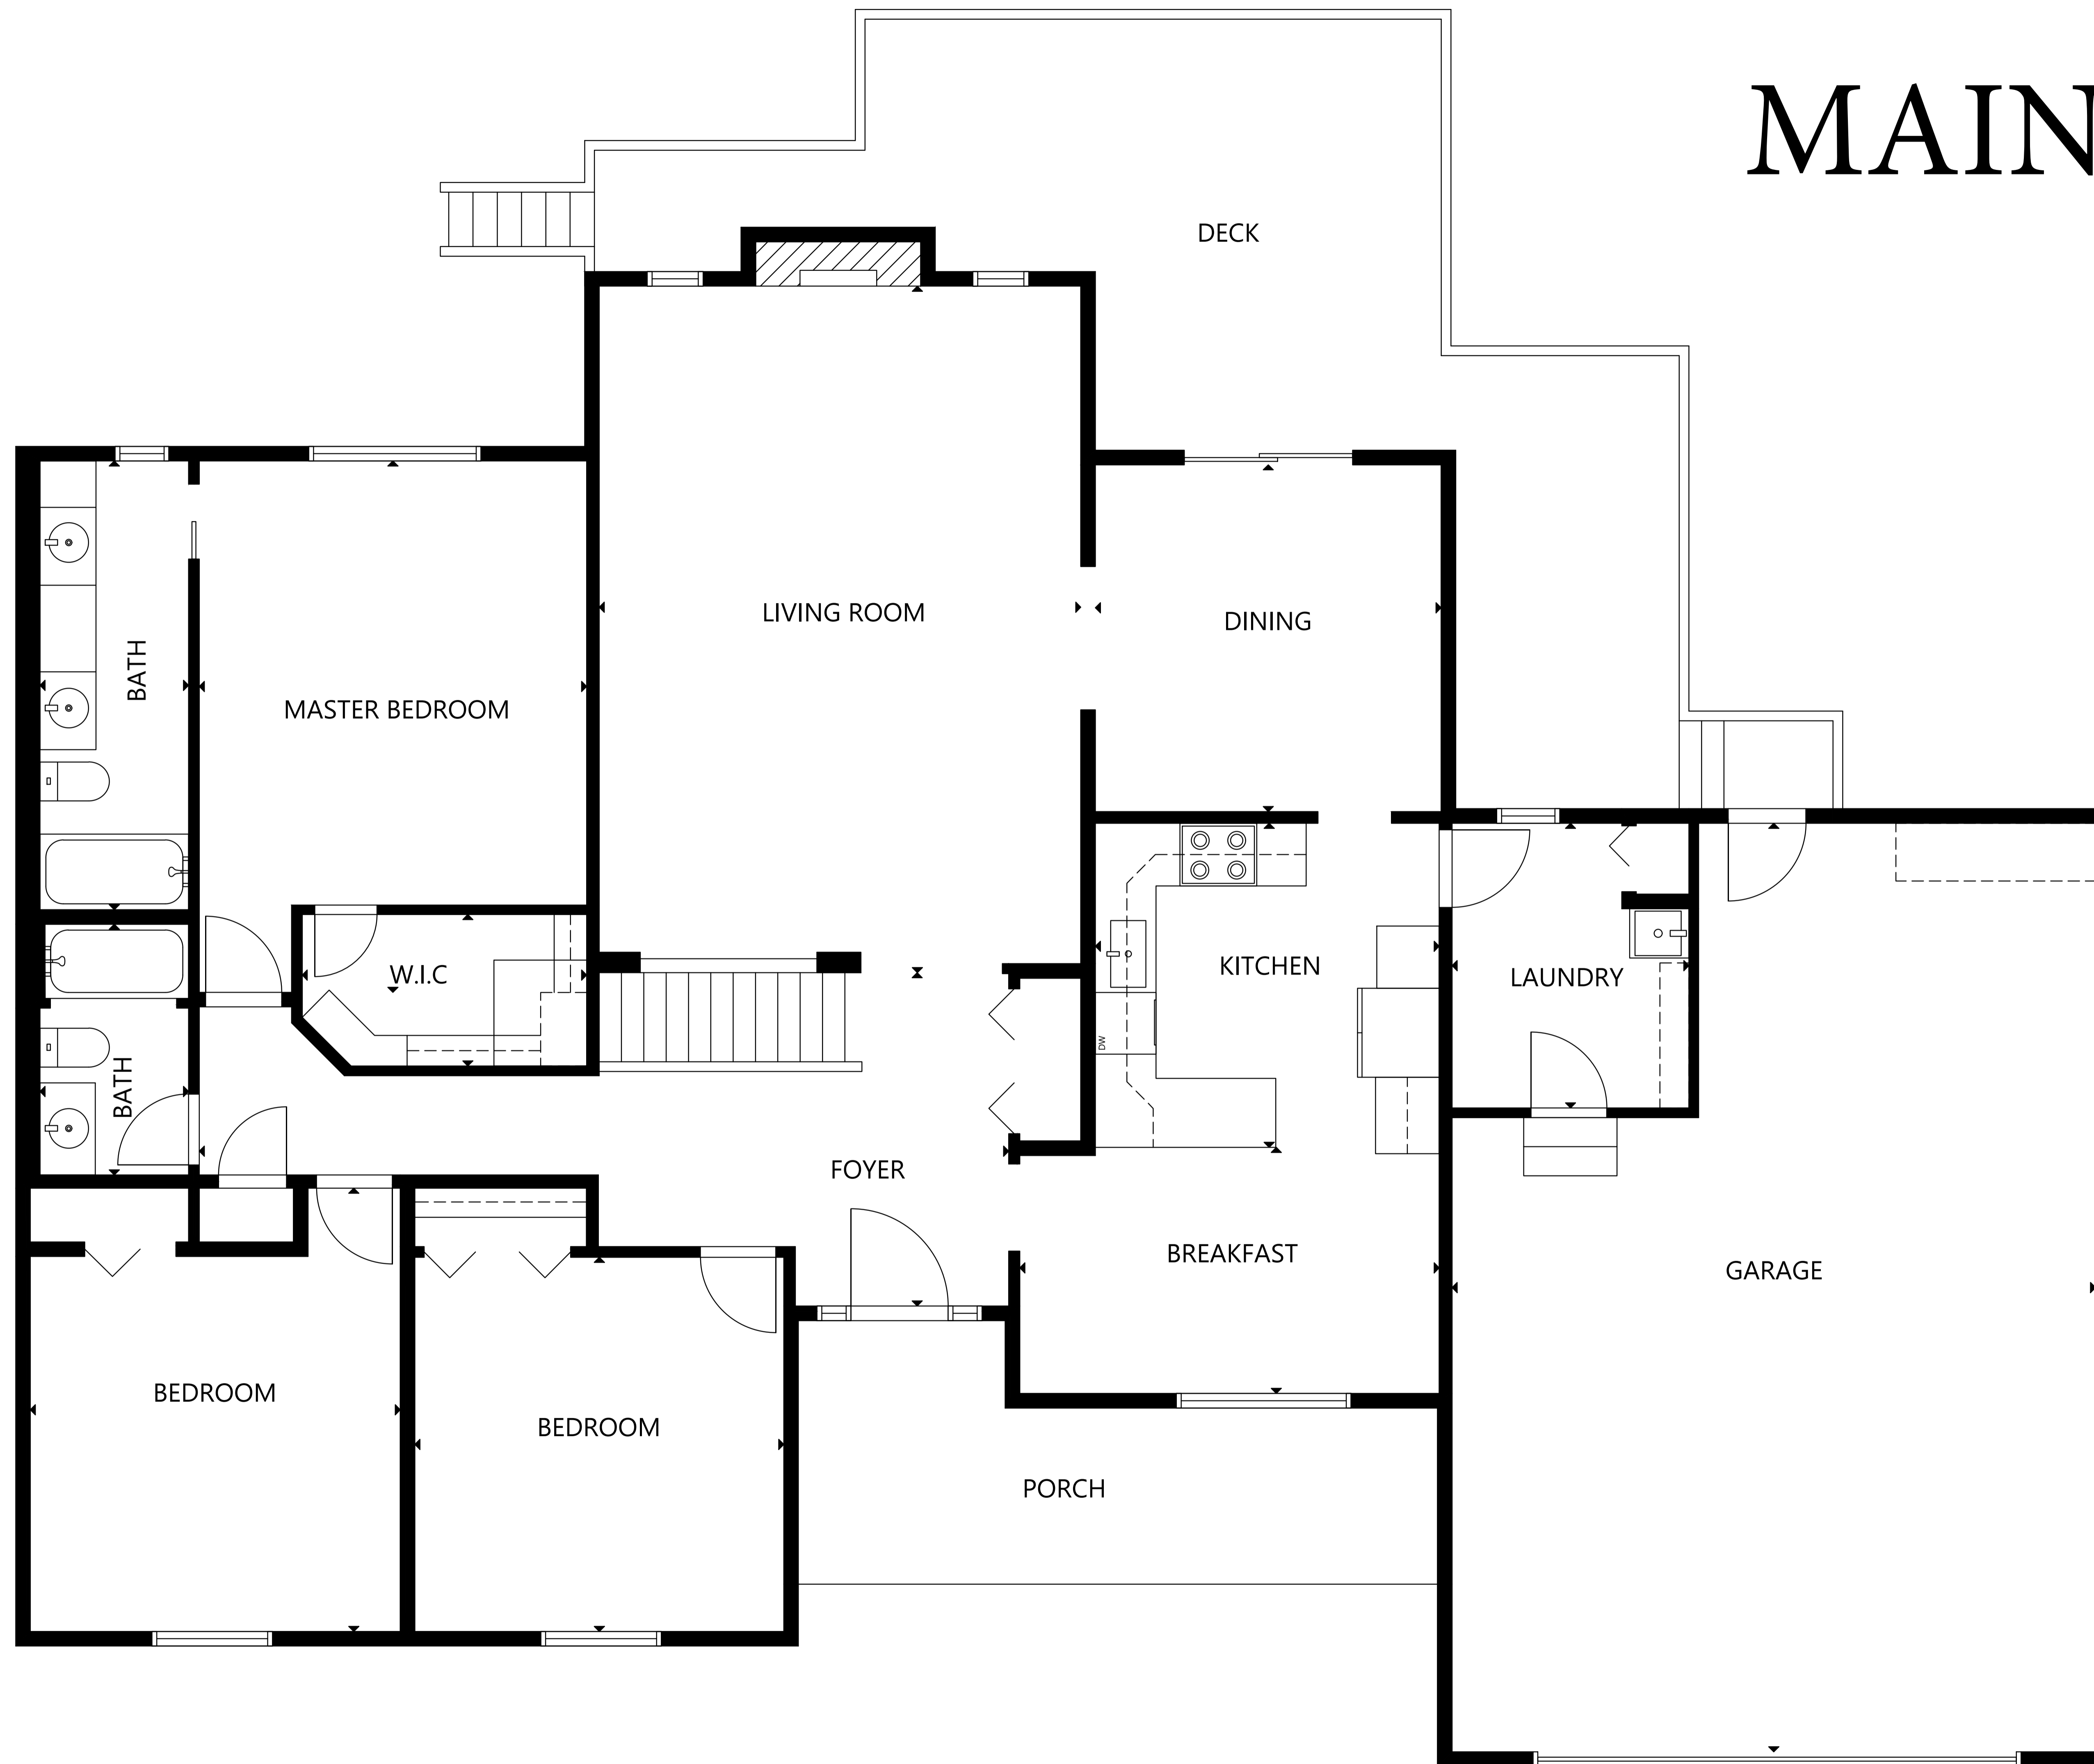 MAIN
DECK
LIVING ROOM
DINING
BATH
MASTER BEDROOM
KITCHEN
W.I.C
LAUNDRY
DW
BATH
FOYER
BREAKFAST
GARAGE
BEDROOM
BEDROOM
PORCH